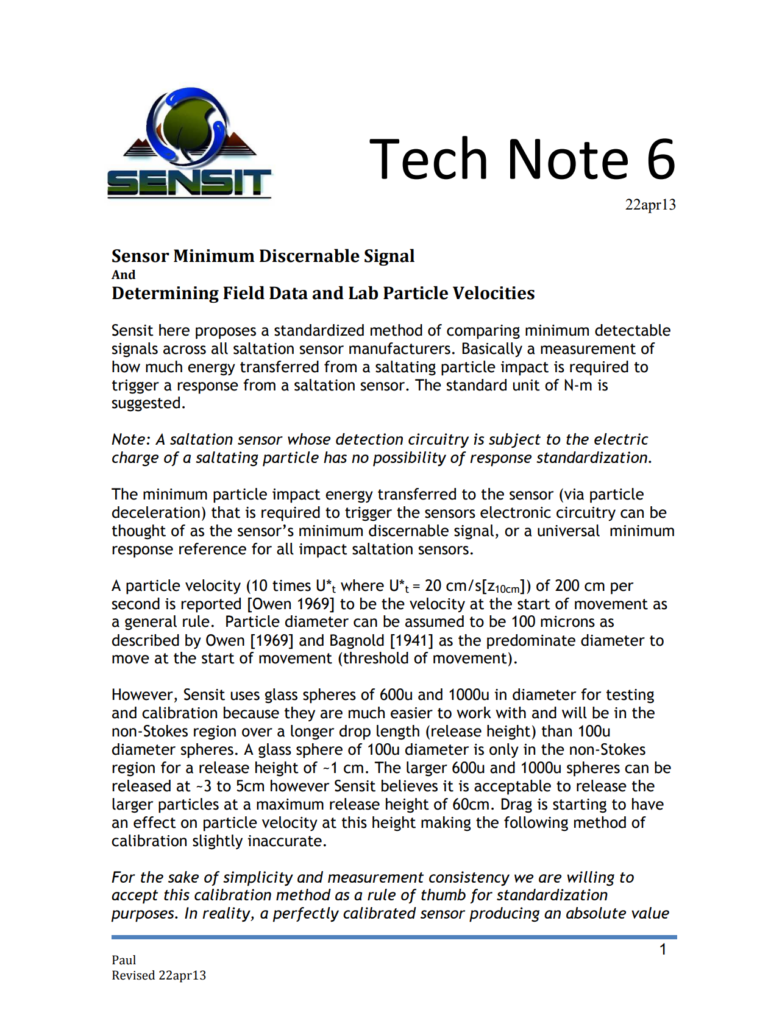 SENSIT
Tech Note 6
22apr13
Sensor Minimum Discernable Signal
And
Determining Field Data and Lab Particle Velocities
Sensit here proposes a standardized method of comparing minimum detectable
signals across all saltation sensor manufacturers. Basically a measurement of
how much energy transferred from a saltating particle impact is required to
trigger a response from a saltation sensor. The standard unit of N-m is
suggested.
Note: A saltation sensor whose detection circuitry is subject to the electric
charge of a saltating particle has no possibility of response standardization.
The minimum particle impact energy transferred to the sensor (via particle
deceleration) that is required to trigger the sensors electronic circuitry can be
thought of as the sensor’s minimum discernable signal, or a universal  minimum
response reference for all impact saltation sensors.
A particle velocity (10 times U*t where U*t = 20 cm/s[z10cm]) of 200 cm per
second is reported [Owen 1969] to be the velocity at the start of movement as
a general rule.  Particle diameter can be assumed to be 100 microns as
described by Owen [1969] and Bagnold [1941] as the predominate diameter to
move at the start of movement (threshold of movement).
However, Sensit uses glass spheres of 600u and 1000u in diameter for testing
and calibration because they are much easier to work with and will be in the
non-Stokes region over a longer drop length (release height) than 100u
diameter spheres. A glass sphere of 100u diameter is only in the non-Stokes
region for a release height of ~1 cm. The larger 600u and 1000u spheres can be
released at ~3 to 5cm however Sensit believes it is acceptable to release the
larger particles at a maximum release height of 60cm. Drag is starting to have
an effect on particle velocity at this height making the following method of
calibration slightly inaccurate.
For the sake of simplicity and measurement consistency we are willing to
accept this calibration method as a rule of thumb for standardization
purposes. In reality, a perfectly calibrated sensor producing an absolute value
1
Paul
Revised 22apr13